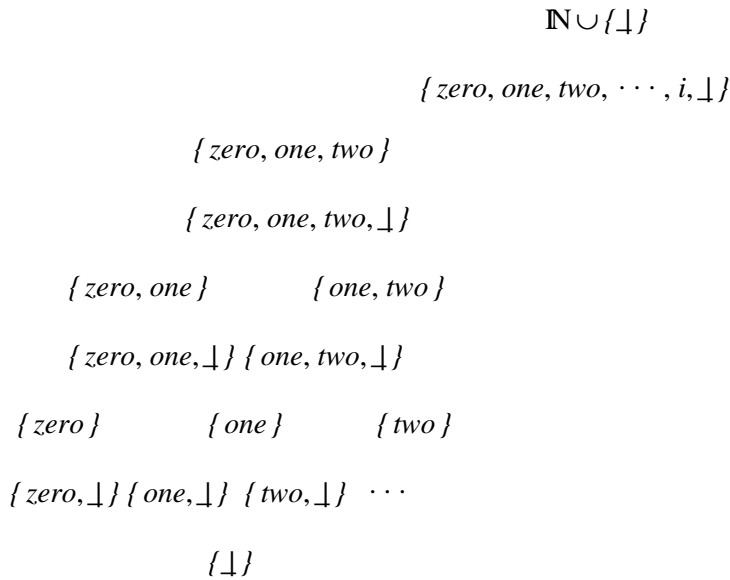 ℕ ∪ {⊥}
{ zero, one, two, · · · , i, ⊥}
{ zero, one, two }
{ zero, one, two, ⊥}
{ zero, one } { one, two }
{ zero, one, ⊥} { one, two, ⊥}
{ zero } { one } { two }
{ zero, ⊥} { one, ⊥} { two, ⊥} · · ·
{⊥}